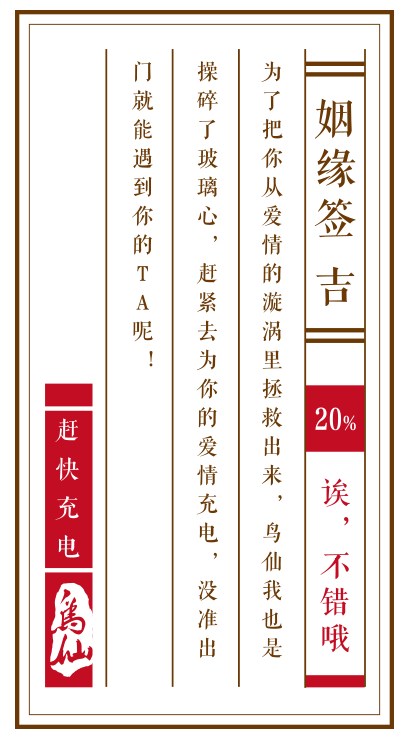 姻缘签 吉
20%
诶，不错哦
为了把你从爱情的漩涡里拯救出来，鸟仙我也是
操碎了玻璃心，赶紧去为你的爱情充电，没准出
门就能遇到你的TA呢！
赶快充电
鸟仙